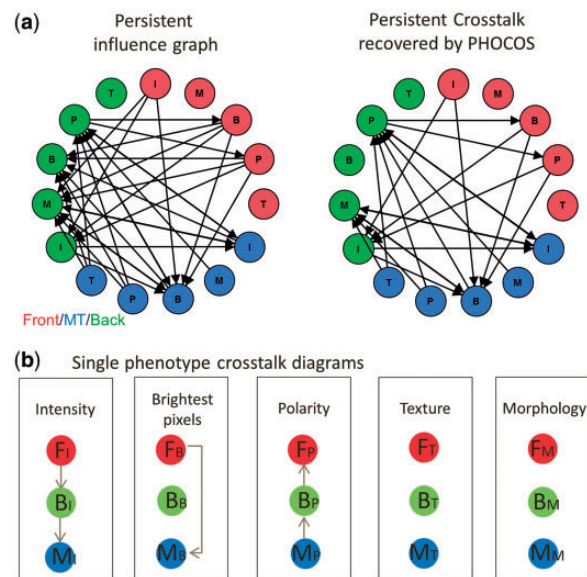 (a)
Persistent
influence graph
Persistent Crosstalk
recovered by PHOCOS
I
M
B
P
T
I
M
B
P
T
I
M
B
P
T
I
M
B
P
T
I
M
B
P
T
I
M
B
P
T
Front/MT/Back
(b) Single phenotype crosstalk diagrams
Intensity
Brightest
pixels
Polarity
Texture
Morphology
FI FB FP FT FM
BI BB BP BT BM
MI MB MP MT MM